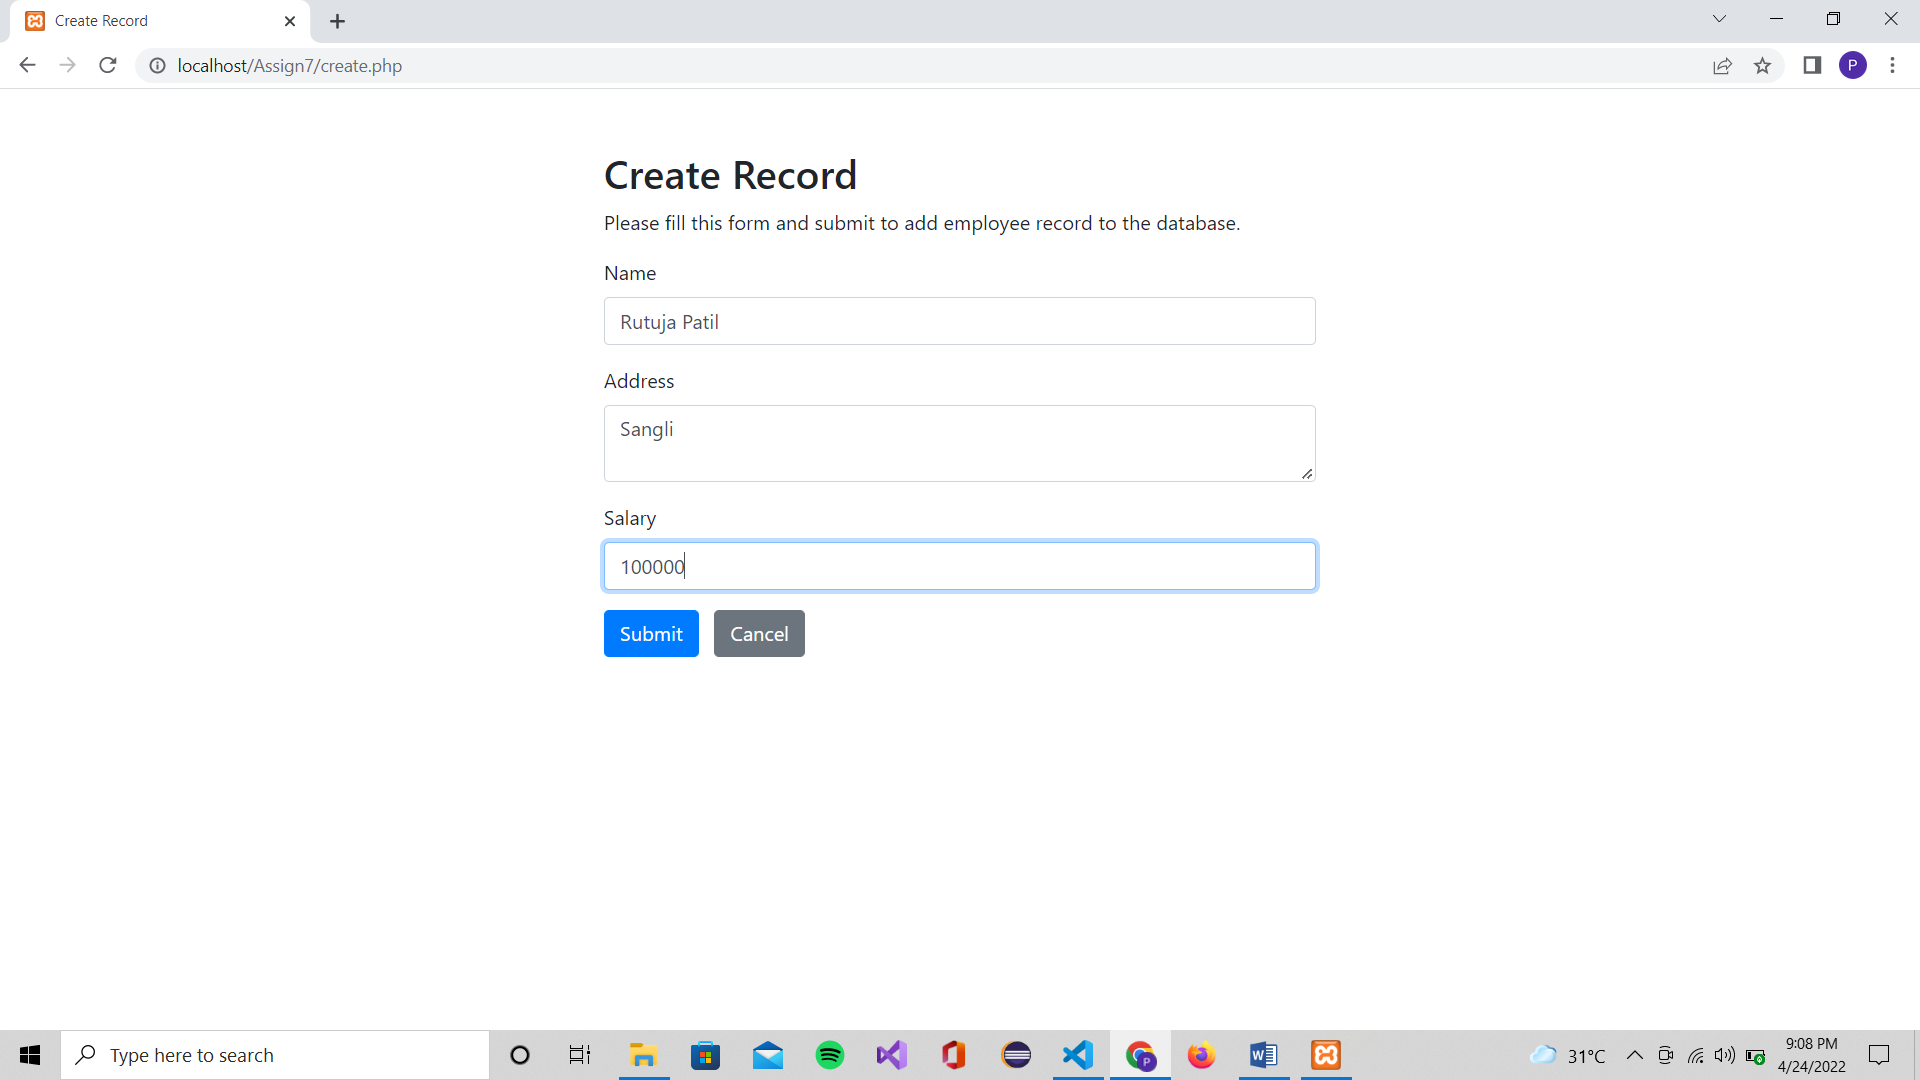 Create Record
localhost/Assign7/create.php
P
Create Record
Please fill this form and submit to add employee record to the database.
Name
Rutuja Patil
Address
Sangli
Salary
100000
Submit
Cancel
Type here to search
P
W
31°C
9:08 PM
4/24/2022